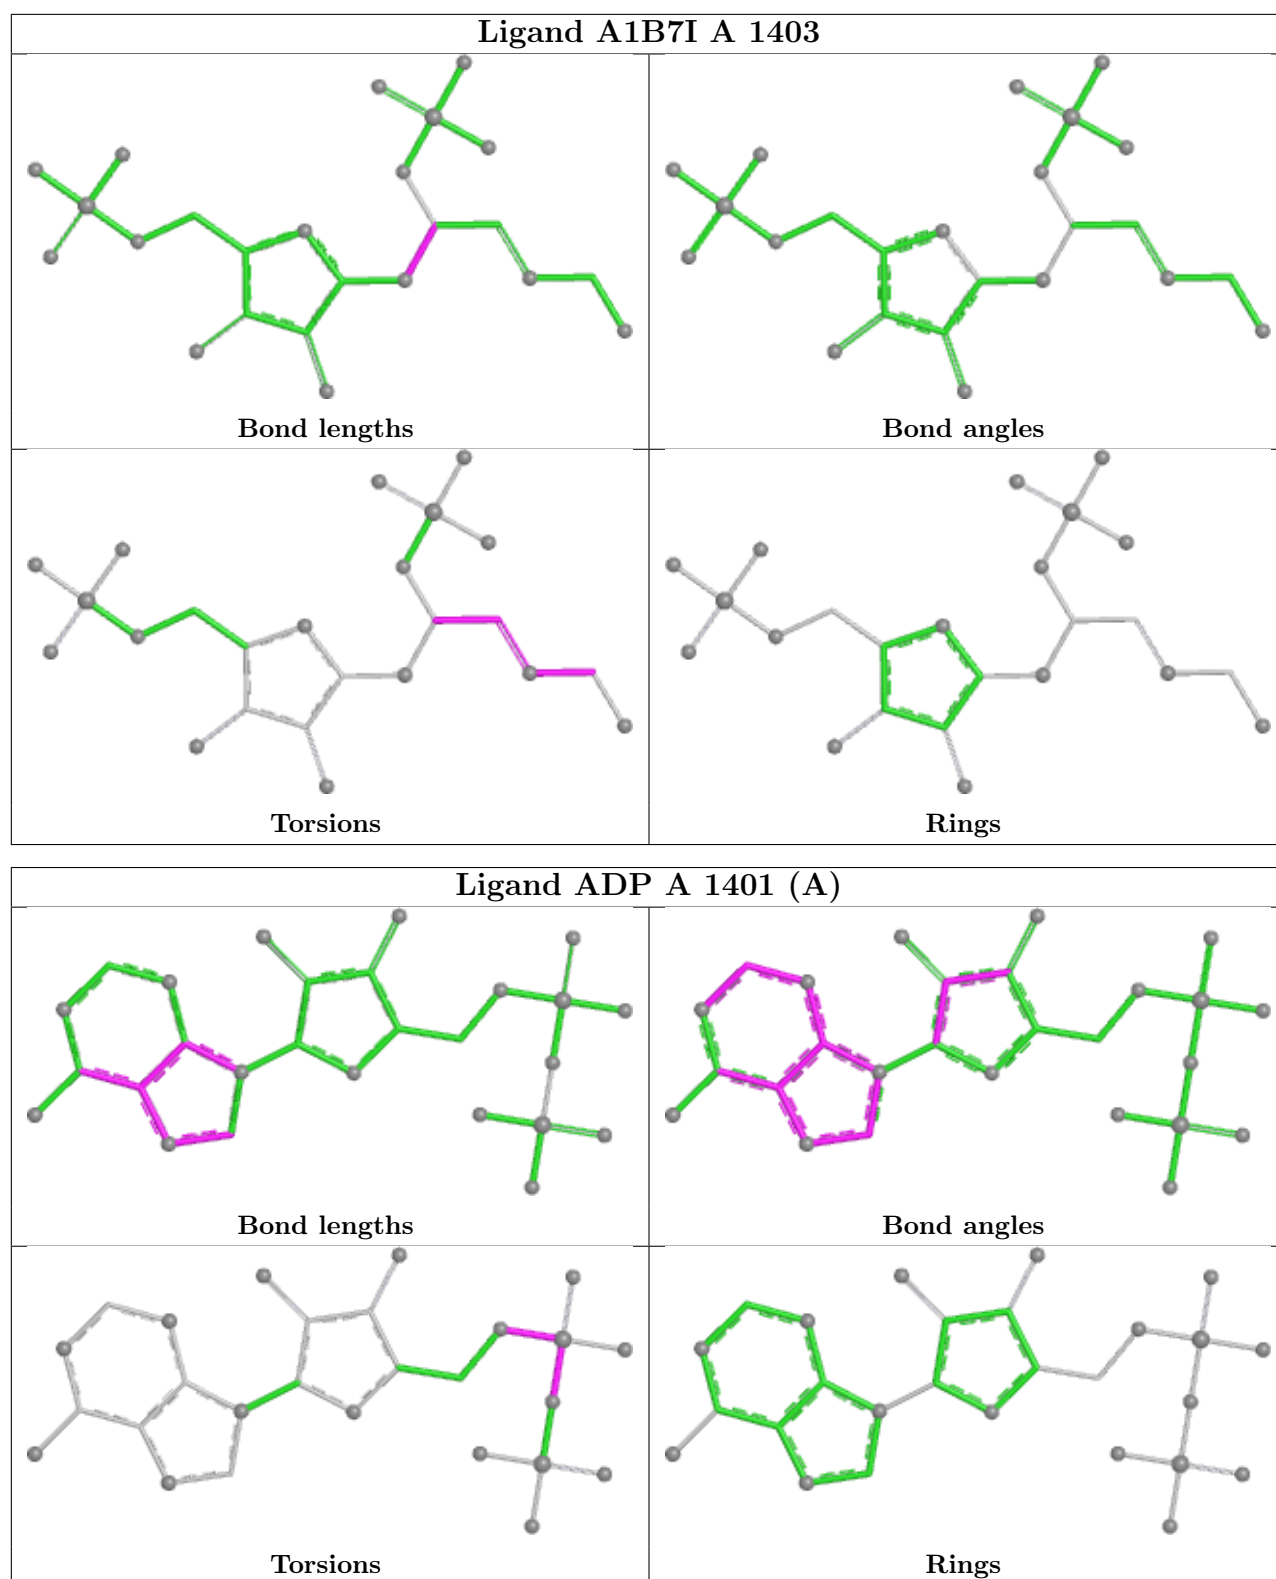 Ligand A1B7I A 1403
Bond lengths
Bond angles
Torsions
Rings
Ligand ADP A 1401 (A)
Bond lengths
Bond angles
Torsions
Rings